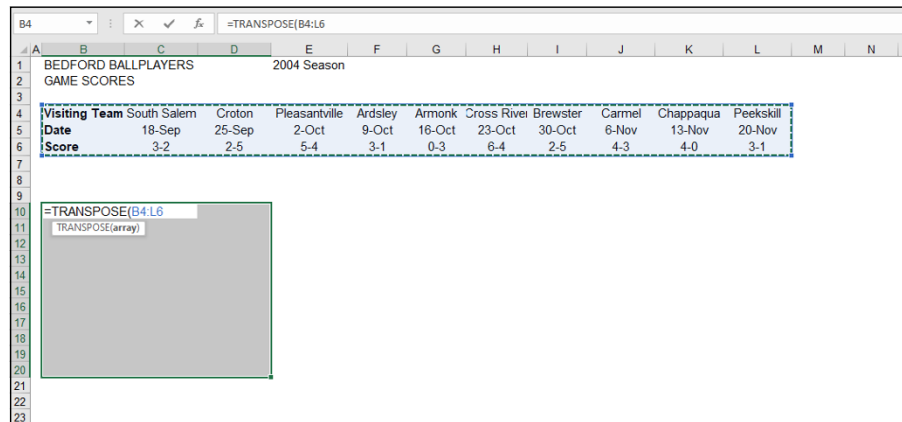 B4 fx =TRANSPOSE(B4:L6
A B C D E F G H I J K L M N
1 BEDFORD BALLPLAYERS 2004 Season
2 GAME SCORES
3
4 Visiting Team South Salem Croton Pleasantville Ardsley Armonk Cross River Brewster Carmel Chappaqua Peekskill
5 Date 18-Sep 25-Sep 2-Oct 9-Oct 16-Oct 23-Oct 30-Oct 6-Nov 13-Nov 20-Nov
6 Score 3-2 2-5 5-4 3-1 0-3 6-4 2-5 4-3 4-0 3-1
7
8
9
10 =TRANSPOSE(B4:L6
11 TRANSPOSE(array)
12
13
14
15
16
17
18
19
20
21
22
23